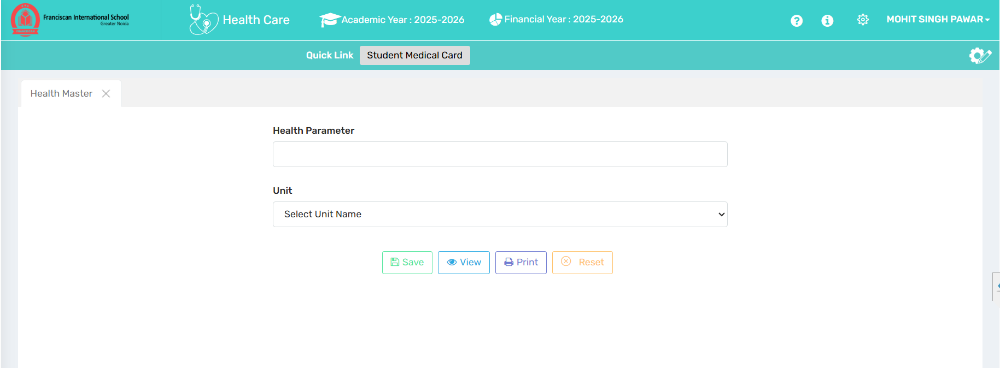 Franciscan International School
Greater Noida
Health Care
Academic Year : 2025-2026
Financial Year : 2025-2026
MOHIT SINGH PAWAR
Quick Link
Student Medical Card
Health Master
Health Parameter
Unit
Select Unit Name
Save
View
Print
Reset